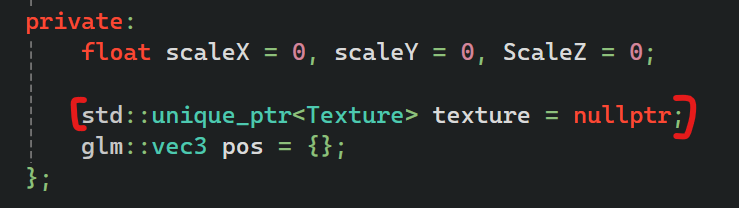 private:
float scaleX = 0, scaleY = 0, ScaleZ = 0;
std::unique_ptr<Texture> texture = nullptr;
glm::vec3 pos = {};
};